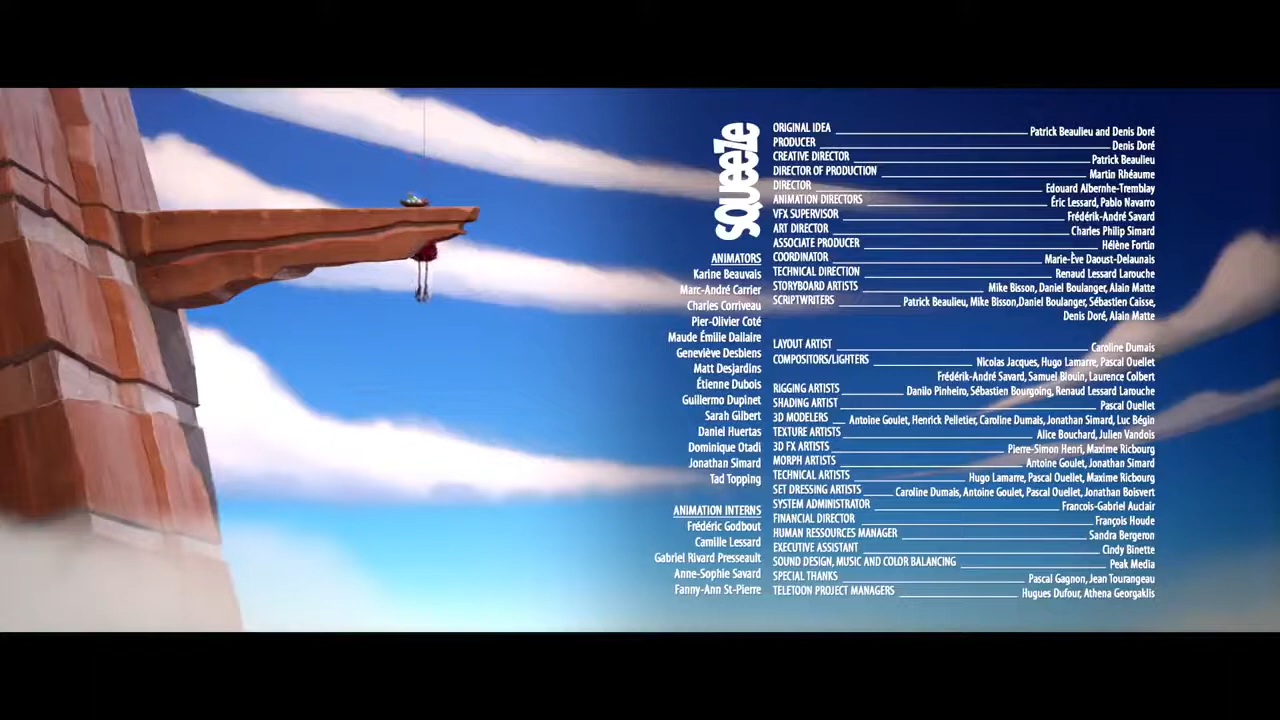 squeeze
ORIGINAL IDEA Patrick Beaulieu and Denis Doré
PRODUCER Denis Doré
CREATIVE DIRECTOR Patrick Beaulieu
DIRECTOR OF PRODUCTION Martin Rhéaume
DIRECTOR Edouard Albernhe-Tremblay
ANIMATION DIRECTORS Éric Lessard, Pablo Navarro
VFX SUPERVISOR Frédérik-André Savard
ART DIRECTOR Charles Philip Simard
ASSOCIATE PRODUCER Hélène Fortin
COORDINATOR Marie-Ève Daoust-Delaunais
TECHNICAL DIRECTION Renaud Lessard Larouche
STORYBOARD ARTISTS Mike Bisson, Daniel Boulanger, Alain Matte
SCRIPTWRITERS Patrick Beaulieu, Mike Bisson,Daniel Boulanger, Sébastien Caisse,
Denis Doré, Alain Matte
LAYOUT ARTIST Caroline Dumais
COMPOSITORS/LIGHTERS Nicolas Jacques, Hugo Lamarre, Pascal Ouellet
Frédérik-André Savard, Samuel Blouin, Laurence Colbert
RIGGING ARTISTS Danilo Pinheiro, Sébastien Bourgoing, Renaud Lessard Larouche
SHADING ARTIST Pascal Ouellet
3D MODELERS Antoine Goulet, Henrick Pelletier, Caroline Dumais, Jonathan Simard, Luc Bégin
TEXTURE ARTISTS Alice Bouchard, Julien Vandois
3D FX ARTISTS Pierre-Simon Henri, Maxime Ricbourg
MORPH ARTISTS Antoine Goulet, Jonathan Simard
TECHNICAL ARTISTS Hugo Lamarre, Pascal Ouellet, Maxime Ricbourg
SET DRESSING ARTISTS Caroline Dumais, Antoine Goulet, Pascal Ouellet, Jonathan Boisvert
SYSTEM ADMINISTRATOR Francois-Gabriel Auclair
FINANCIAL DIRECTOR François Houde
HUMAN RESSOURCES MANAGER Sandra Bergeron
EXECUTIVE ASSISTANT Cindy Binette
SOUND DESIGN, MUSIC AND COLOR BALANCING Peak Media
SPECIAL THANKS Pascal Gagnon, Jean Tourangeau
TELETOON PROJECT MANAGERS Hugues Dufour, Athena Georgaklis
ANIMATORS
Karine Beauvais
Marc-André Carrier
Charles Corriveau
Pier-Olivier Coté
Maude Émilie Dallaire
Geneviève Desbiens
Matt Desjardins
Étienne Dubois
Guillermo Dupinet
Sarah Gilbert
Daniel Huertas
Dominique Otadi
Jonathan Simard
Tad Topping
ANIMATION INTERNS
Frédéric Godbout
Camille Lessard
Gabriel Rivard Presseault
Anne-Sophie Savard
Fanny-Ann St-Pierre